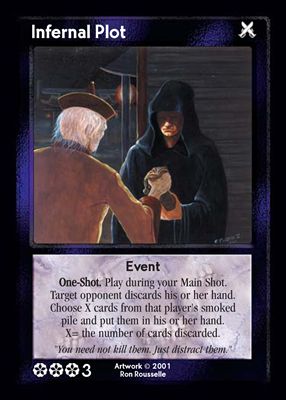 Infernal Plot
Event
One-Shot. Play during your Main Shot.
Target opponent discards his or her hand.
Choose X cards from that player's smoked
pile and put them in his or her hand.
X= the number of cards discarded.
"You need not kill them. Just distract them."
3
Artwork © 2001
Ron Rousselle